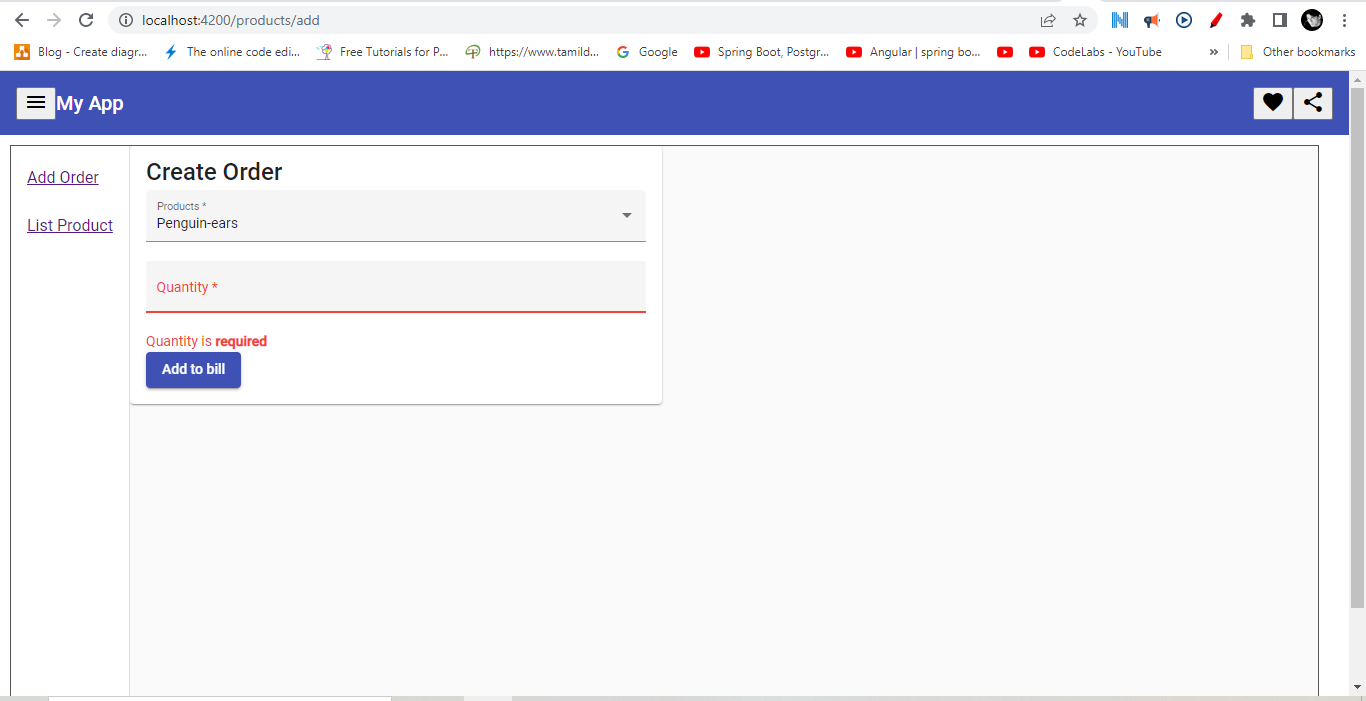 localhost:4200/products/add
Blog - Create diagr...
The online code edi...
Free Tutorials for P...
https://www.tamild...
Google
Spring Boot, Postgr...
Angular | spring bo...
CodeLabs - YouTube
»
Other bookmarks
My App
Add Order
List Product
Create Order
Products *
Penguin-ears
Quantity *
Quantity is required
Add to bill